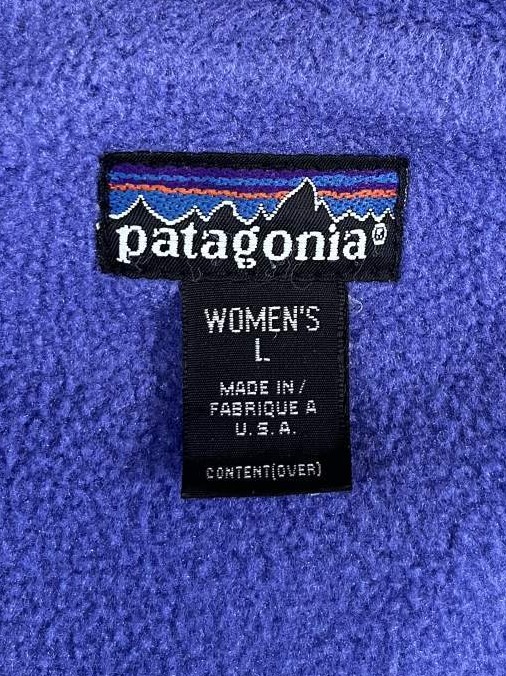 patagonia®
WOMEN'S
L
MADE IN /
FABRIQUE A
U.S.A.
CONTENT(OVER)